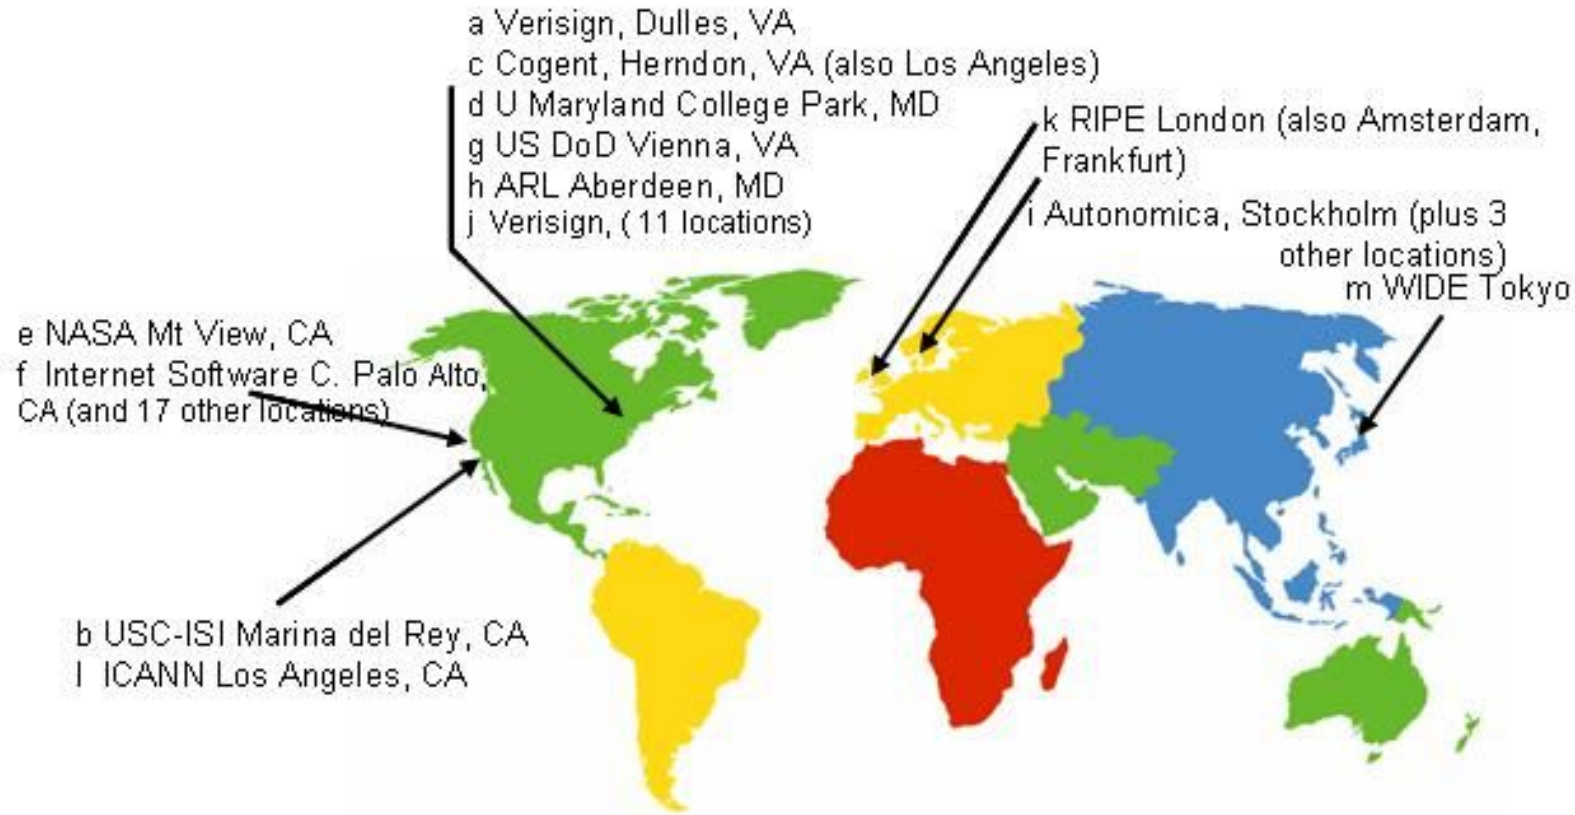 a Verisign, Dulles, VA
c Cogent, Herndon, VA (also Los Angeles)
d U Maryland College Park, MD
g US DoD Vienna, VA
h ARL Aberdeen, MD
j Verisign, ( 11 locations)
k RIPE London (also Amsterdam,
Frankfurt)
i Autonomica, Stockholm (plus 3
other locations)
m WIDE Tokyo
e NASA Mt View, CA
f Internet Software C. Palo Alto,
CA (and 17 other locations)
b USC-ISI Marina del Rey, CA
l ICANN Los Angeles, CA